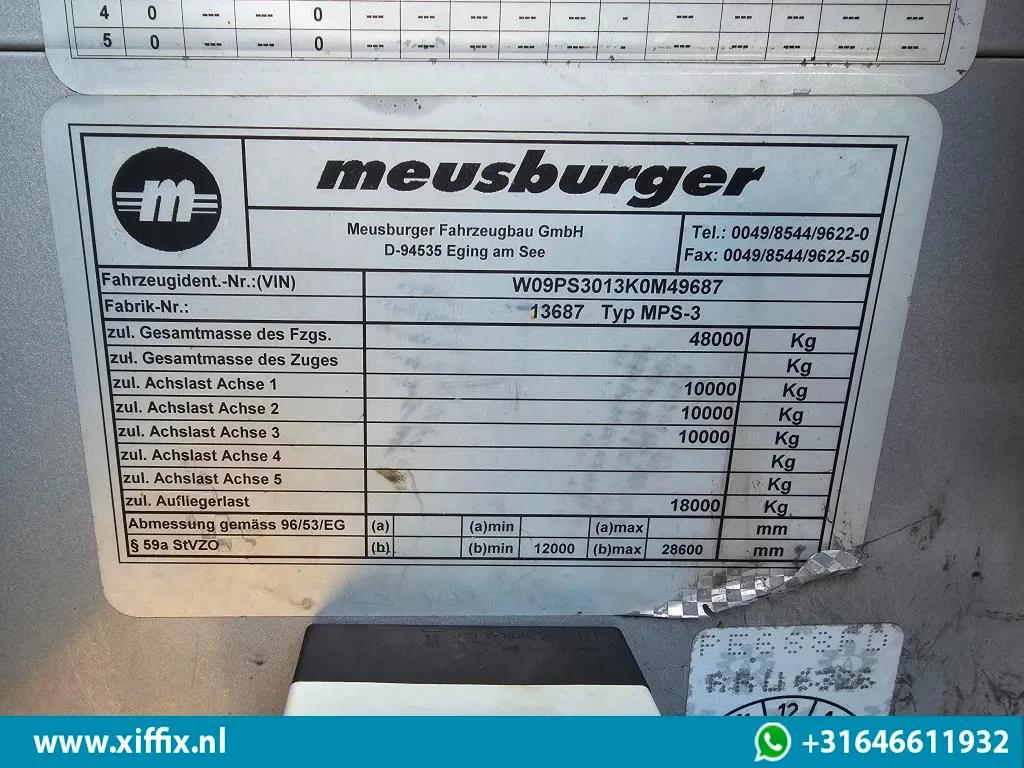 4 0 --- --- 0 --- --- --- --- --- - --- --- ---
5 0 --- --- 0 --- --- --- --- --- - --- --- ---
m
meusburger
Meusburger Fahrzeugbau GmbH
D-94535 Eging am See
Tel.: 0049/8544/9622-0
Fax: 0049/8544/9622-50
Fahrzeugident.-Nr.:(VIN) W09PS3013K0M49687
Fabrik-Nr.: 13687 Typ MPS-3
zul. Gesamtmasse des Fzgs. 48000 Kg
zul. Gesamtmasse des Zuges Kg
zul. Achslast Achse 1 10000 Kg
zul. Achslast Achse 2 10000 Kg
zul. Achslast Achse 3 10000 Kg
zul. Achslast Achse 4 Kg
zul. Achslast Achse 5 Kg
zul. Aufliegerlast 18000 Kg
Abmessung gemäss 96/53/EG (a) (a)min (a)max mm
§ 59a StVZO (b) (b)min 12000 (b)max 28600 mm
12
www.xiffix.nl
+31646611932